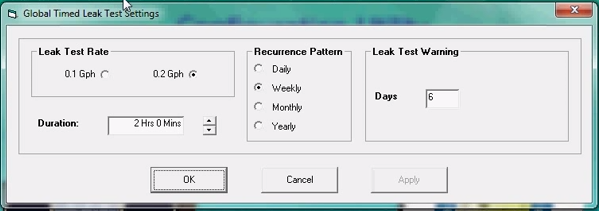 Global Timed Leak Test Settings
Leak Test Rate
0.1 Gph 0.2 Gph
Duration: 2 Hrs 0 Mins
Recurrence Pattern
Daily
Weekly
Monthly
Yearly
Leak Test Warning
Days 6
OK Cancel Apply